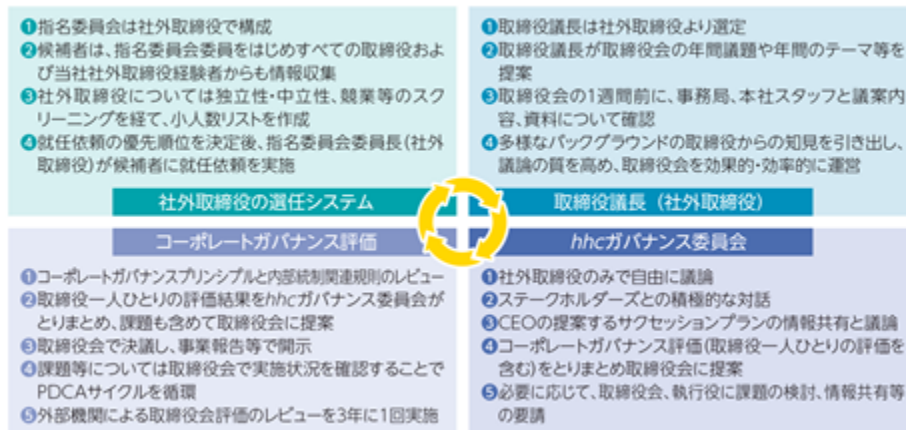 ❶指名委員会は社外取締役で構成
❷候補者は、指名委員会委員をはじめすべての取締役およ
び当社社外取締役経験者からも情報収集
❸社外取締役については独立性・中立性、競業等のスク
リーニングを経て、小人数リストを作成
❹就任依頼の優先順位を決定後、指名委員会委員長(社外
取締役)が候補者に就任依頼を実施
社外取締役の選任システム
❶取締役議長は社外取締役より選定
❷取締役議長が取締役会の年間議題や年間のテーマ等を
提案
❸取締役会の1週間前に、事務局、本社スタッフと議案内
容、資料について確認
❹多様なバックグラウンドの取締役からの知見を引き出し、
議論の質を高め、取締役会を効果的・効率的に運営
取締役議長(社外取締役)
コーポレートガバナンス評価
❶コーポレートガバナンスプリンシプルと内部統制関連規則のレビュー
❷取締役一人ひとりの評価結果をhhcガバナンス委員会が
とりまとめ、課題も含めて取締役会に提案
❸取締役会で決議し、事業報告等で開示
❹課題等については取締役会で実施状況を確認することで
PDCAサイクルを循環
❺外部機関による取締役会評価のレビューを3年に1回実施
hhcガバナンス委員会
❶社外取締役のみで自由に議論
❷ステークホルダーズとの積極的な対話
❸CEOの提案するサクセッションプランの情報共有と議論
❹コーポレートガバナンス評価(取締役一人ひとりの評価を
含む)をとりまとめ取締役会に提案
❺必要に応じて、取締役会、執行役に課題の検討、情報共有等
の要請